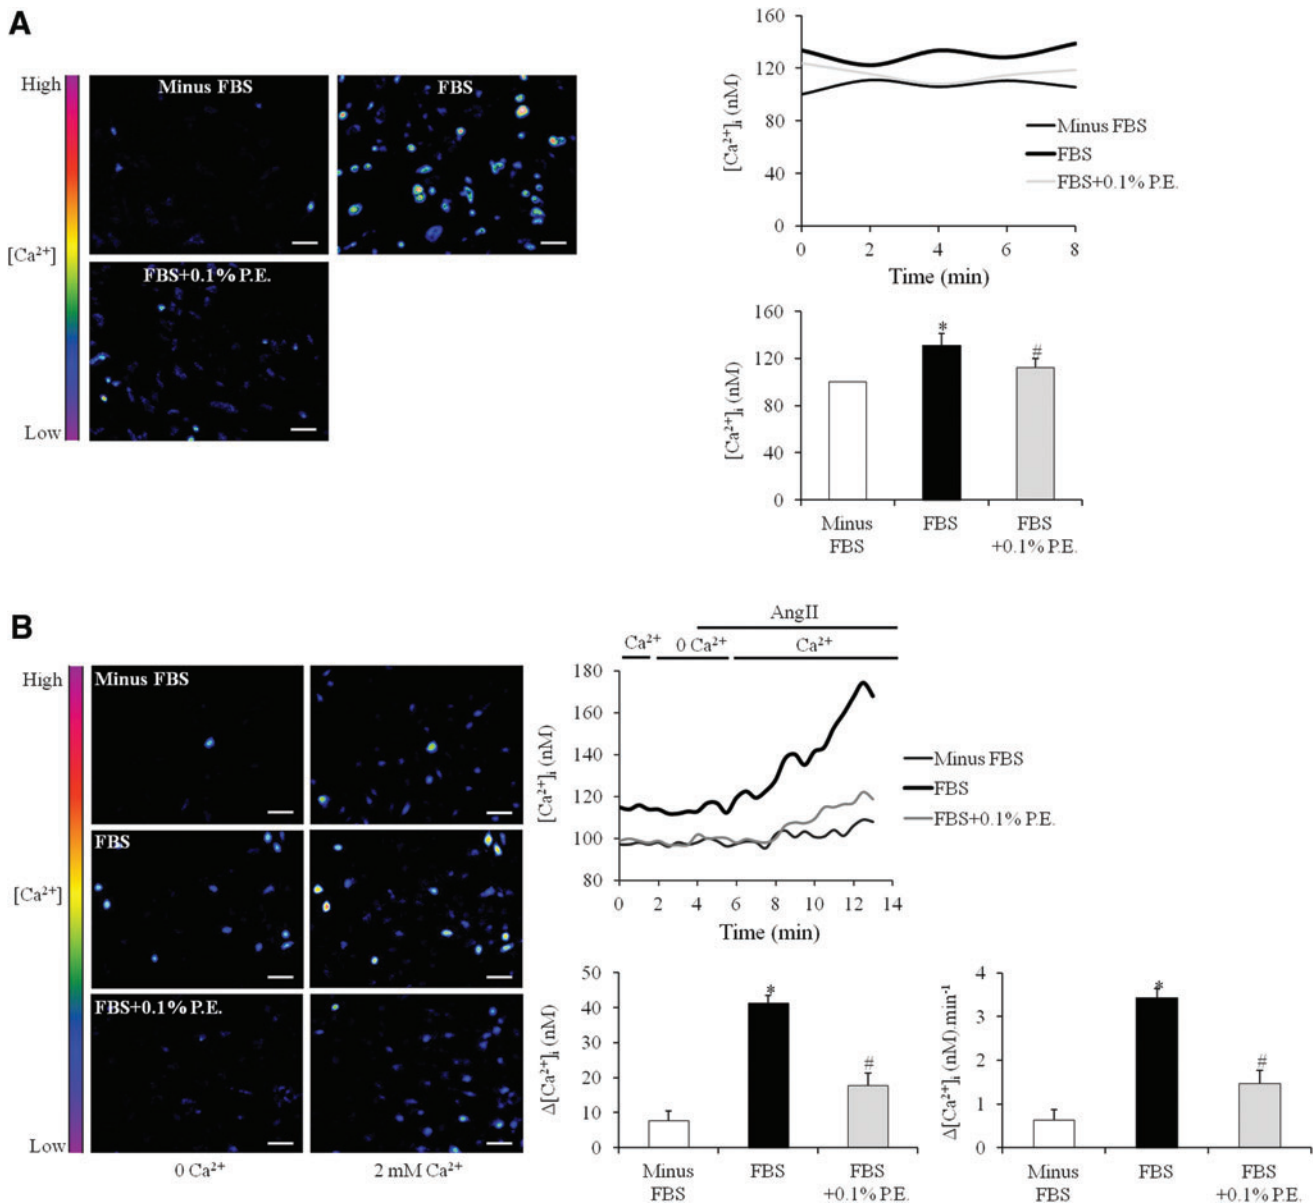 A
High
[Ca²⁺]
Low
Minus FBS
FBS
FBS+0.1% P.E.
160
120
80
40
0
[Ca²⁺]ᵢ (nM)
0 2 4 6 8
Time (min)
Minus FBS
FBS
FBS+0.1% P.E.
160
120
80
40
0
[Ca²⁺]ᵢ (nM)
*
#
Minus
FBS
FBS
FBS
+0.1% P.E.
B
High
[Ca²⁺]
Low
Minus FBS
FBS
FBS+0.1% P.E.
0 Ca²⁺
2 mM Ca²⁺
AngII
Ca²⁺ 0 Ca²⁺ Ca²⁺
180
160
140
120
100
80
[Ca²⁺]ᵢ (nM)
0 2 4 6 8 10 12 14
Time (min)
Minus FBS
FBS
FBS+0.1% P.E.
50
40
30
20
10
0
Δ[Ca²⁺]ᵢ (nM)
*
#
Minus
FBS
FBS
FBS
+0.1% P.E.
4
3
2
1
0
Δ[Ca²⁺]ᵢ (nM).min⁻¹
*
#
Minus
FBS
FBS
FBS
+0.1% P.E.